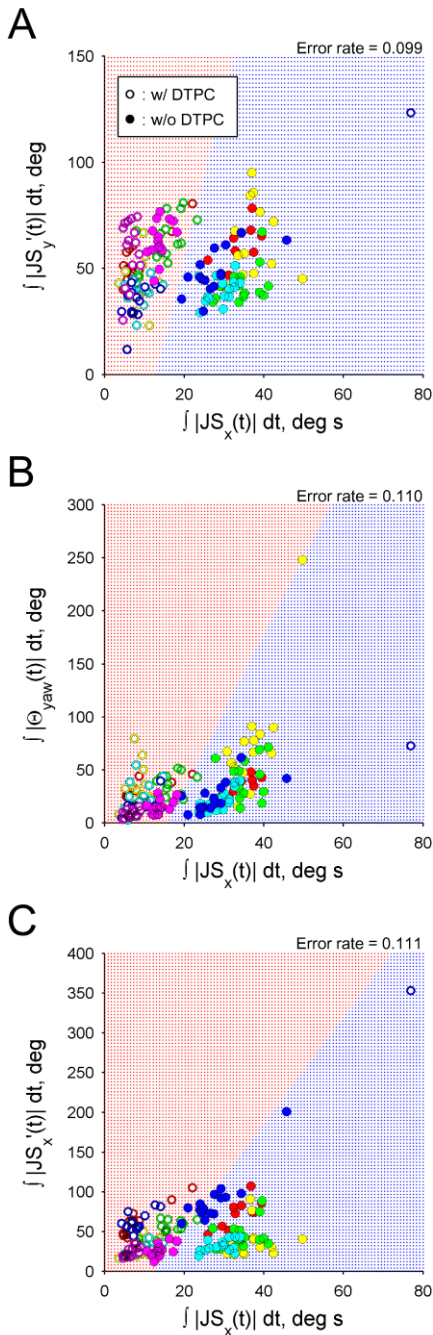 A
Error rate = 0.099
150
: w/ DTPC
: w/o DTPC
100
∫ |JSy'(t)| dt, deg
50
0
0 20 40 60 80
∫ |JSx(t)| dt, deg s
B
Error rate = 0.110
300
250
200
∫ |Θyaw(t)| dt, deg
150
100
50
0
0 20 40 60 80
∫ |JSx(t)| dt, deg s
C
Error rate = 0.111
400
350
300
250
∫ |JSx'(t)| dt, deg
200
150
100
50
0
0 20 40 60 80
∫ |JSx(t)| dt, deg s